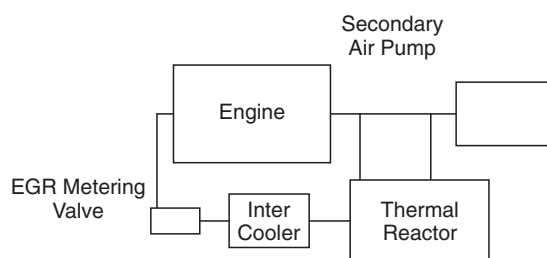 Secondary
Air Pump
Engine
EGR Metering
Valve
Inter
Cooler
Thermal
Reactor